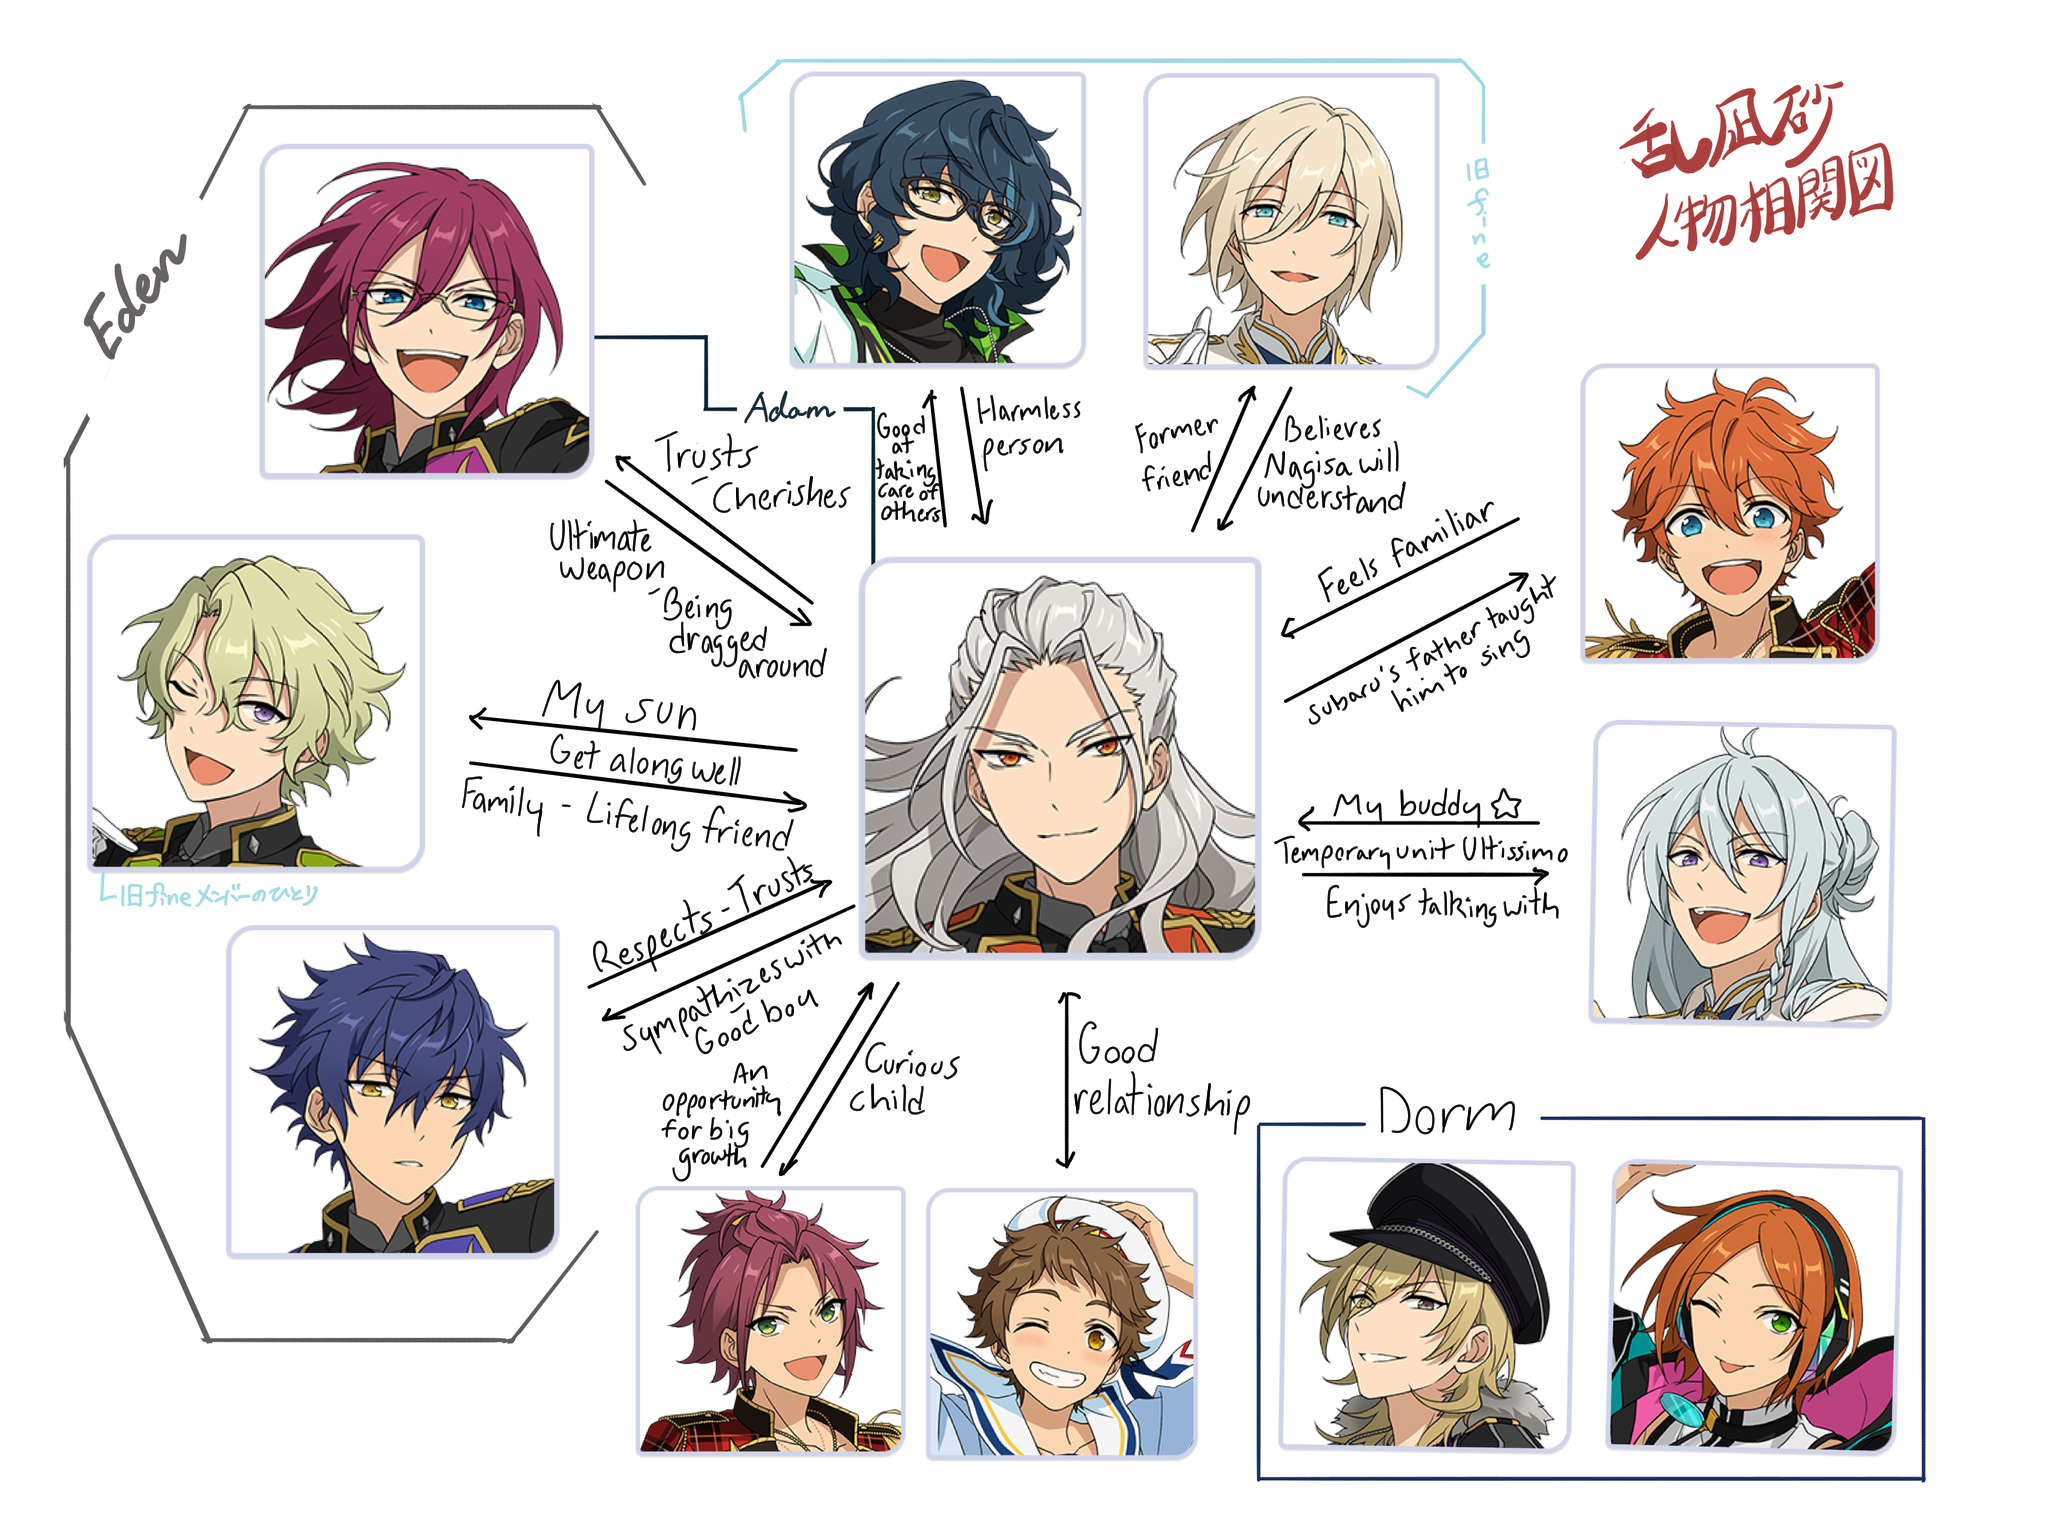 乱凪砂
人物相関図
Eden
旧fine
Adam
Trusts
- Cherishes
Ultimate
weapon
- Being
dragged
around
Good
at
taking
care of
others
Harmless
person
Former
friend
Believes
Nagisa will
understand
Feels familiar
Subaru's father taught
him to sing
My sun
Get along well
Family - Lifelong friend
My buddy☆
Temporary unit Ultissimo
Enjoys talking with
└旧fineメンバーのひとり
Respects - Trusts
Sympathizes with
- Good boy
An
opportunity
for big
growth
Curious
child
Good
relationship
Dorm